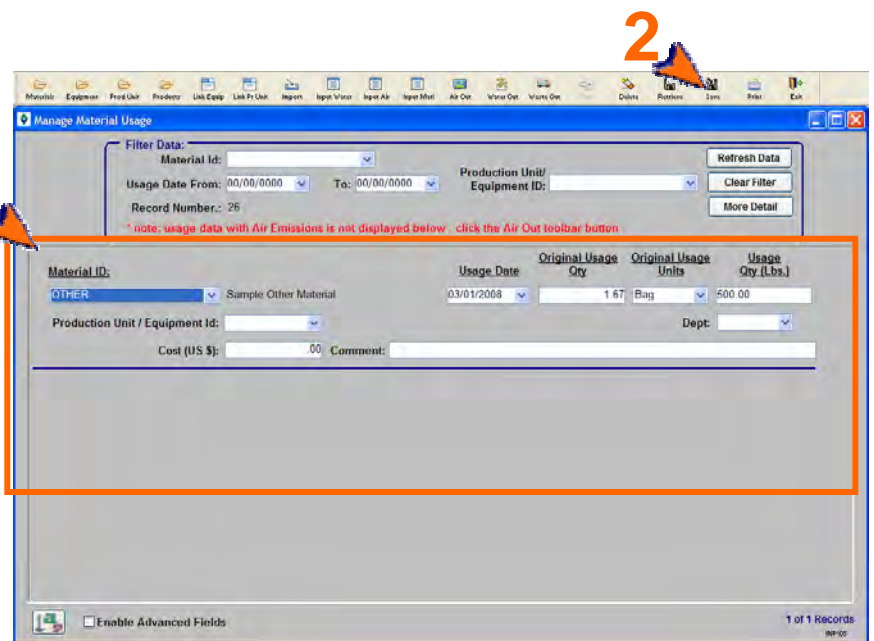 2
Materials Equipment Prod Unit Products Link Equip Link Pr Unit Import Input Water Input Air Input Matl Air Out Water Out Waste Out Delete Retrieve Save Print Exit
Manage Material Usage
Filter Data:
Material Id: Refresh Data
Usage Date From: 00/00/0000 To: 00/00/0000 Production Unit/ Equipment ID: Clear Filter
Record Number.: 26 More Detail
* note: usage data with Air Emissions is not displayed below click the Air Out toolbar button
Material ID: Usage Date Original Usage Qty Original Usage Units Usage Qty (Lbs.)
OTHER Sample Other Material 03/01/2008 1.67 Bag 500.00
Production Unit / Equipment Id: Dept:
Cost (US $): .00 Comment:
Enable Advanced Fields 1 of 1 Records